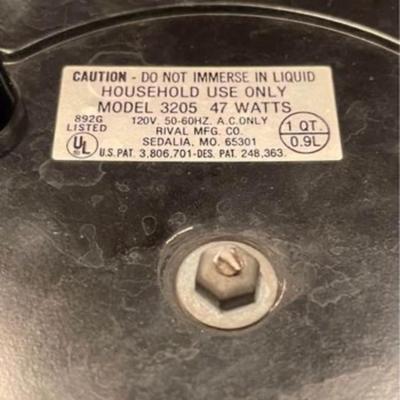 CAUTION - DO NOT IMMERSE IN LIQUID
HOUSEHOLD USE ONLY
MODEL 3205 47 WATTS
892G
LISTED
UL
120V. 50-60HZ. A.C. ONLY
RIVAL MFG. CO.
SEDALIA, MO. 65301
1 QT.
0.9L
U.S. PAT. 3,806,701-DES. PAT. 248,363.